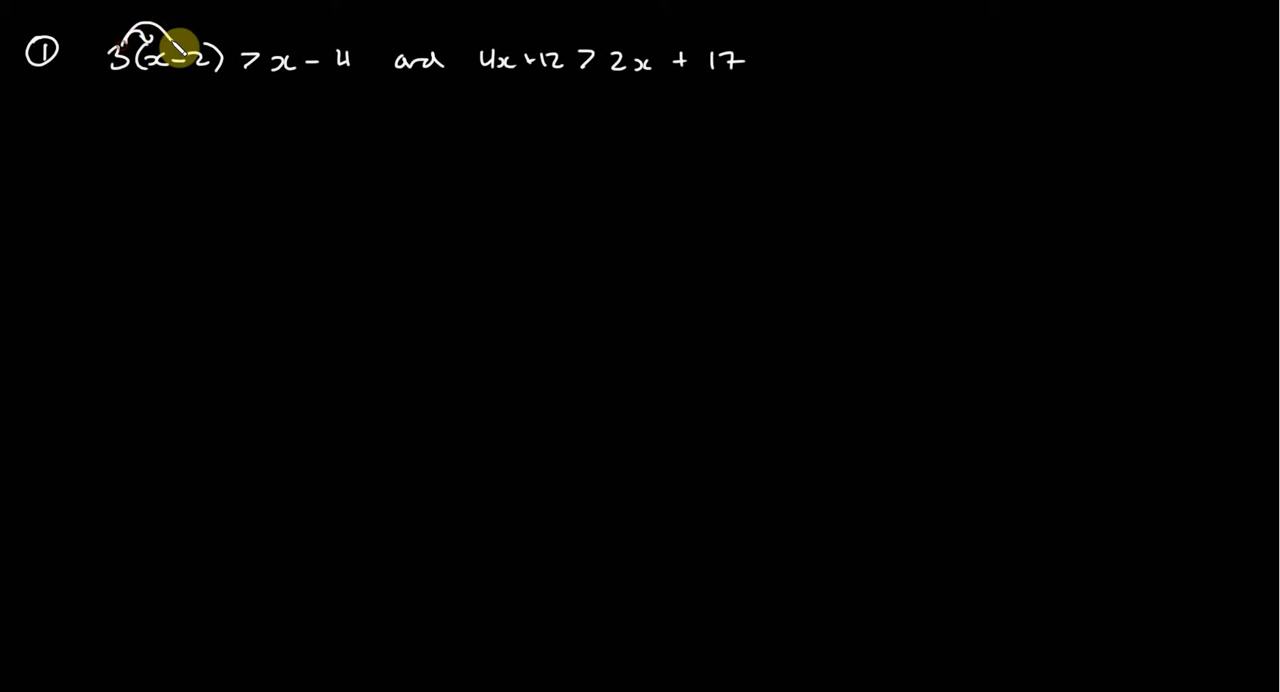 ① 3(x-2) > x - 4 and 4x+12 > 2x + 17